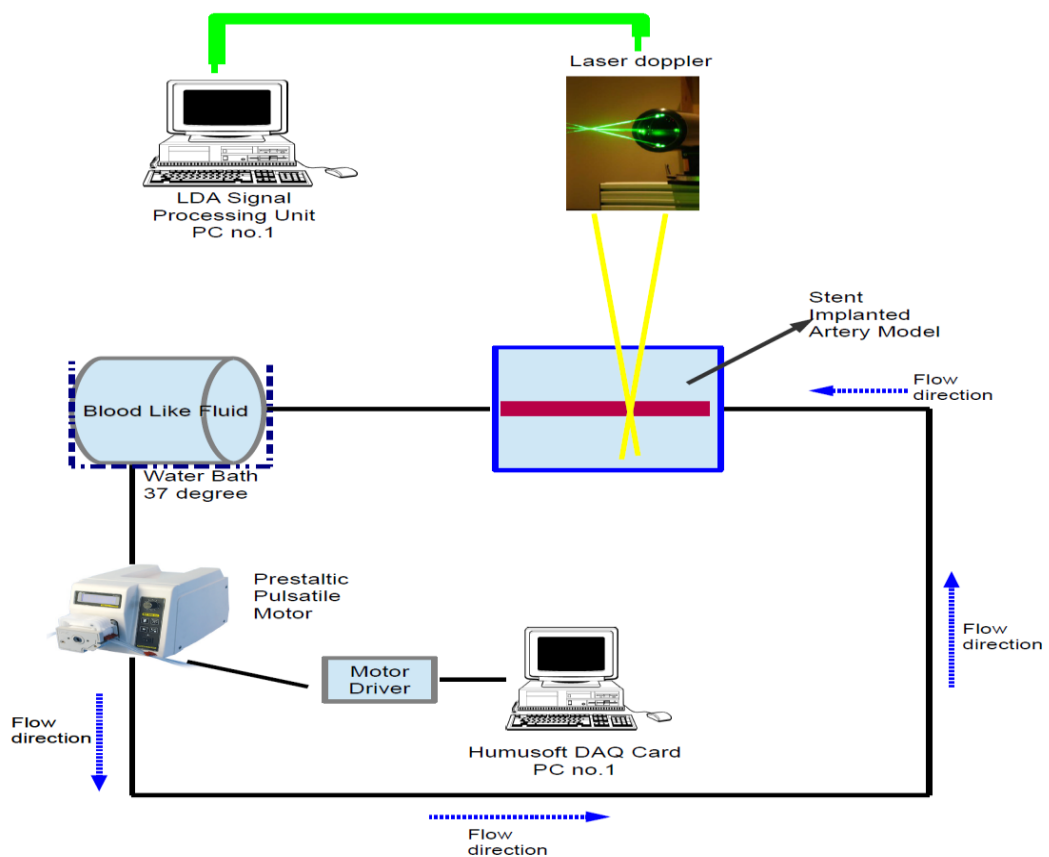 Laser doppler
LDA Signal
Processing Unit
PC no.1
Stent
Implanted
Artery Model
Flow
direction
Blood Like Fluid
Water Bath
37 degree
Prestaltic
Pulsatile
Motor
Flow
direction
Motor
Driver
Flow
direction
Humusoft DAQ Card
PC no.1
Flow
direction